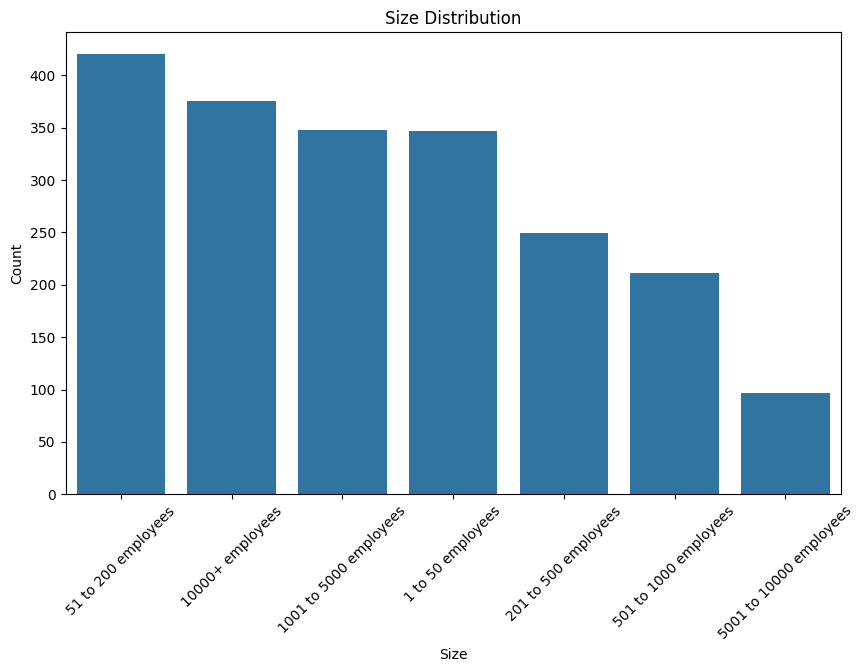 Size Distribution
Count
400
350
300
250
200
150
100
50
0
51 to 200 employees
10000+ employees
1001 to 5000 employees
1 to 50 employees
201 to 500 employees
501 to 1000 employees
5001 to 10000 employees
Size